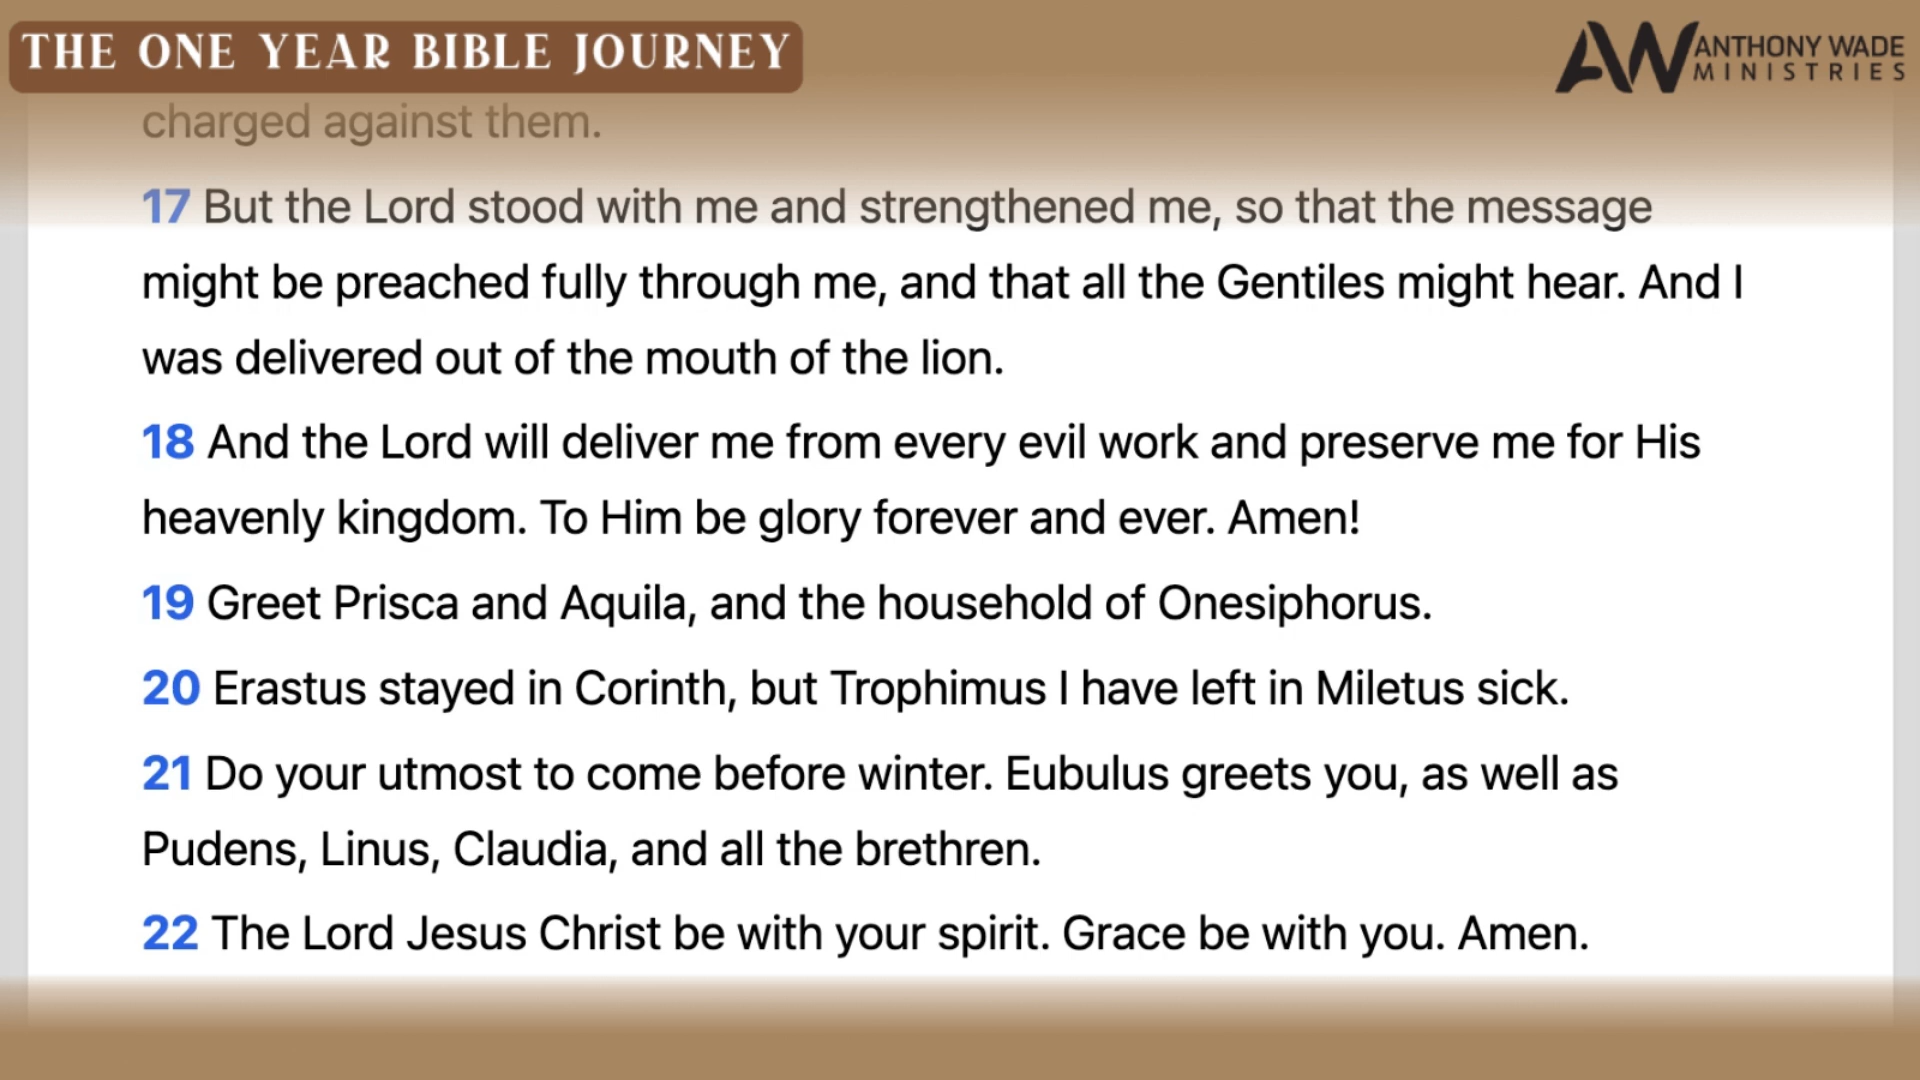 THE ONE YEAR BIBLE JOURNEY
AW ANTHONY WADE
MINISTRIES
charged against them.
17 But the Lord stood with me and strengthened me, so that the message
might be preached fully through me, and that all the Gentiles might hear. And I
was delivered out of the mouth of the lion.
18 And the Lord will deliver me from every evil work and preserve me for His
heavenly kingdom. To Him be glory forever and ever. Amen!
19 Greet Prisca and Aquila, and the household of Onesiphorus.
20 Erastus stayed in Corinth, but Trophimus I have left in Miletus sick.
21 Do your utmost to come before winter. Eubulus greets you, as well as
Pudens, Linus, Claudia, and all the brethren.
22 The Lord Jesus Christ be with your spirit. Grace be with you. Amen.